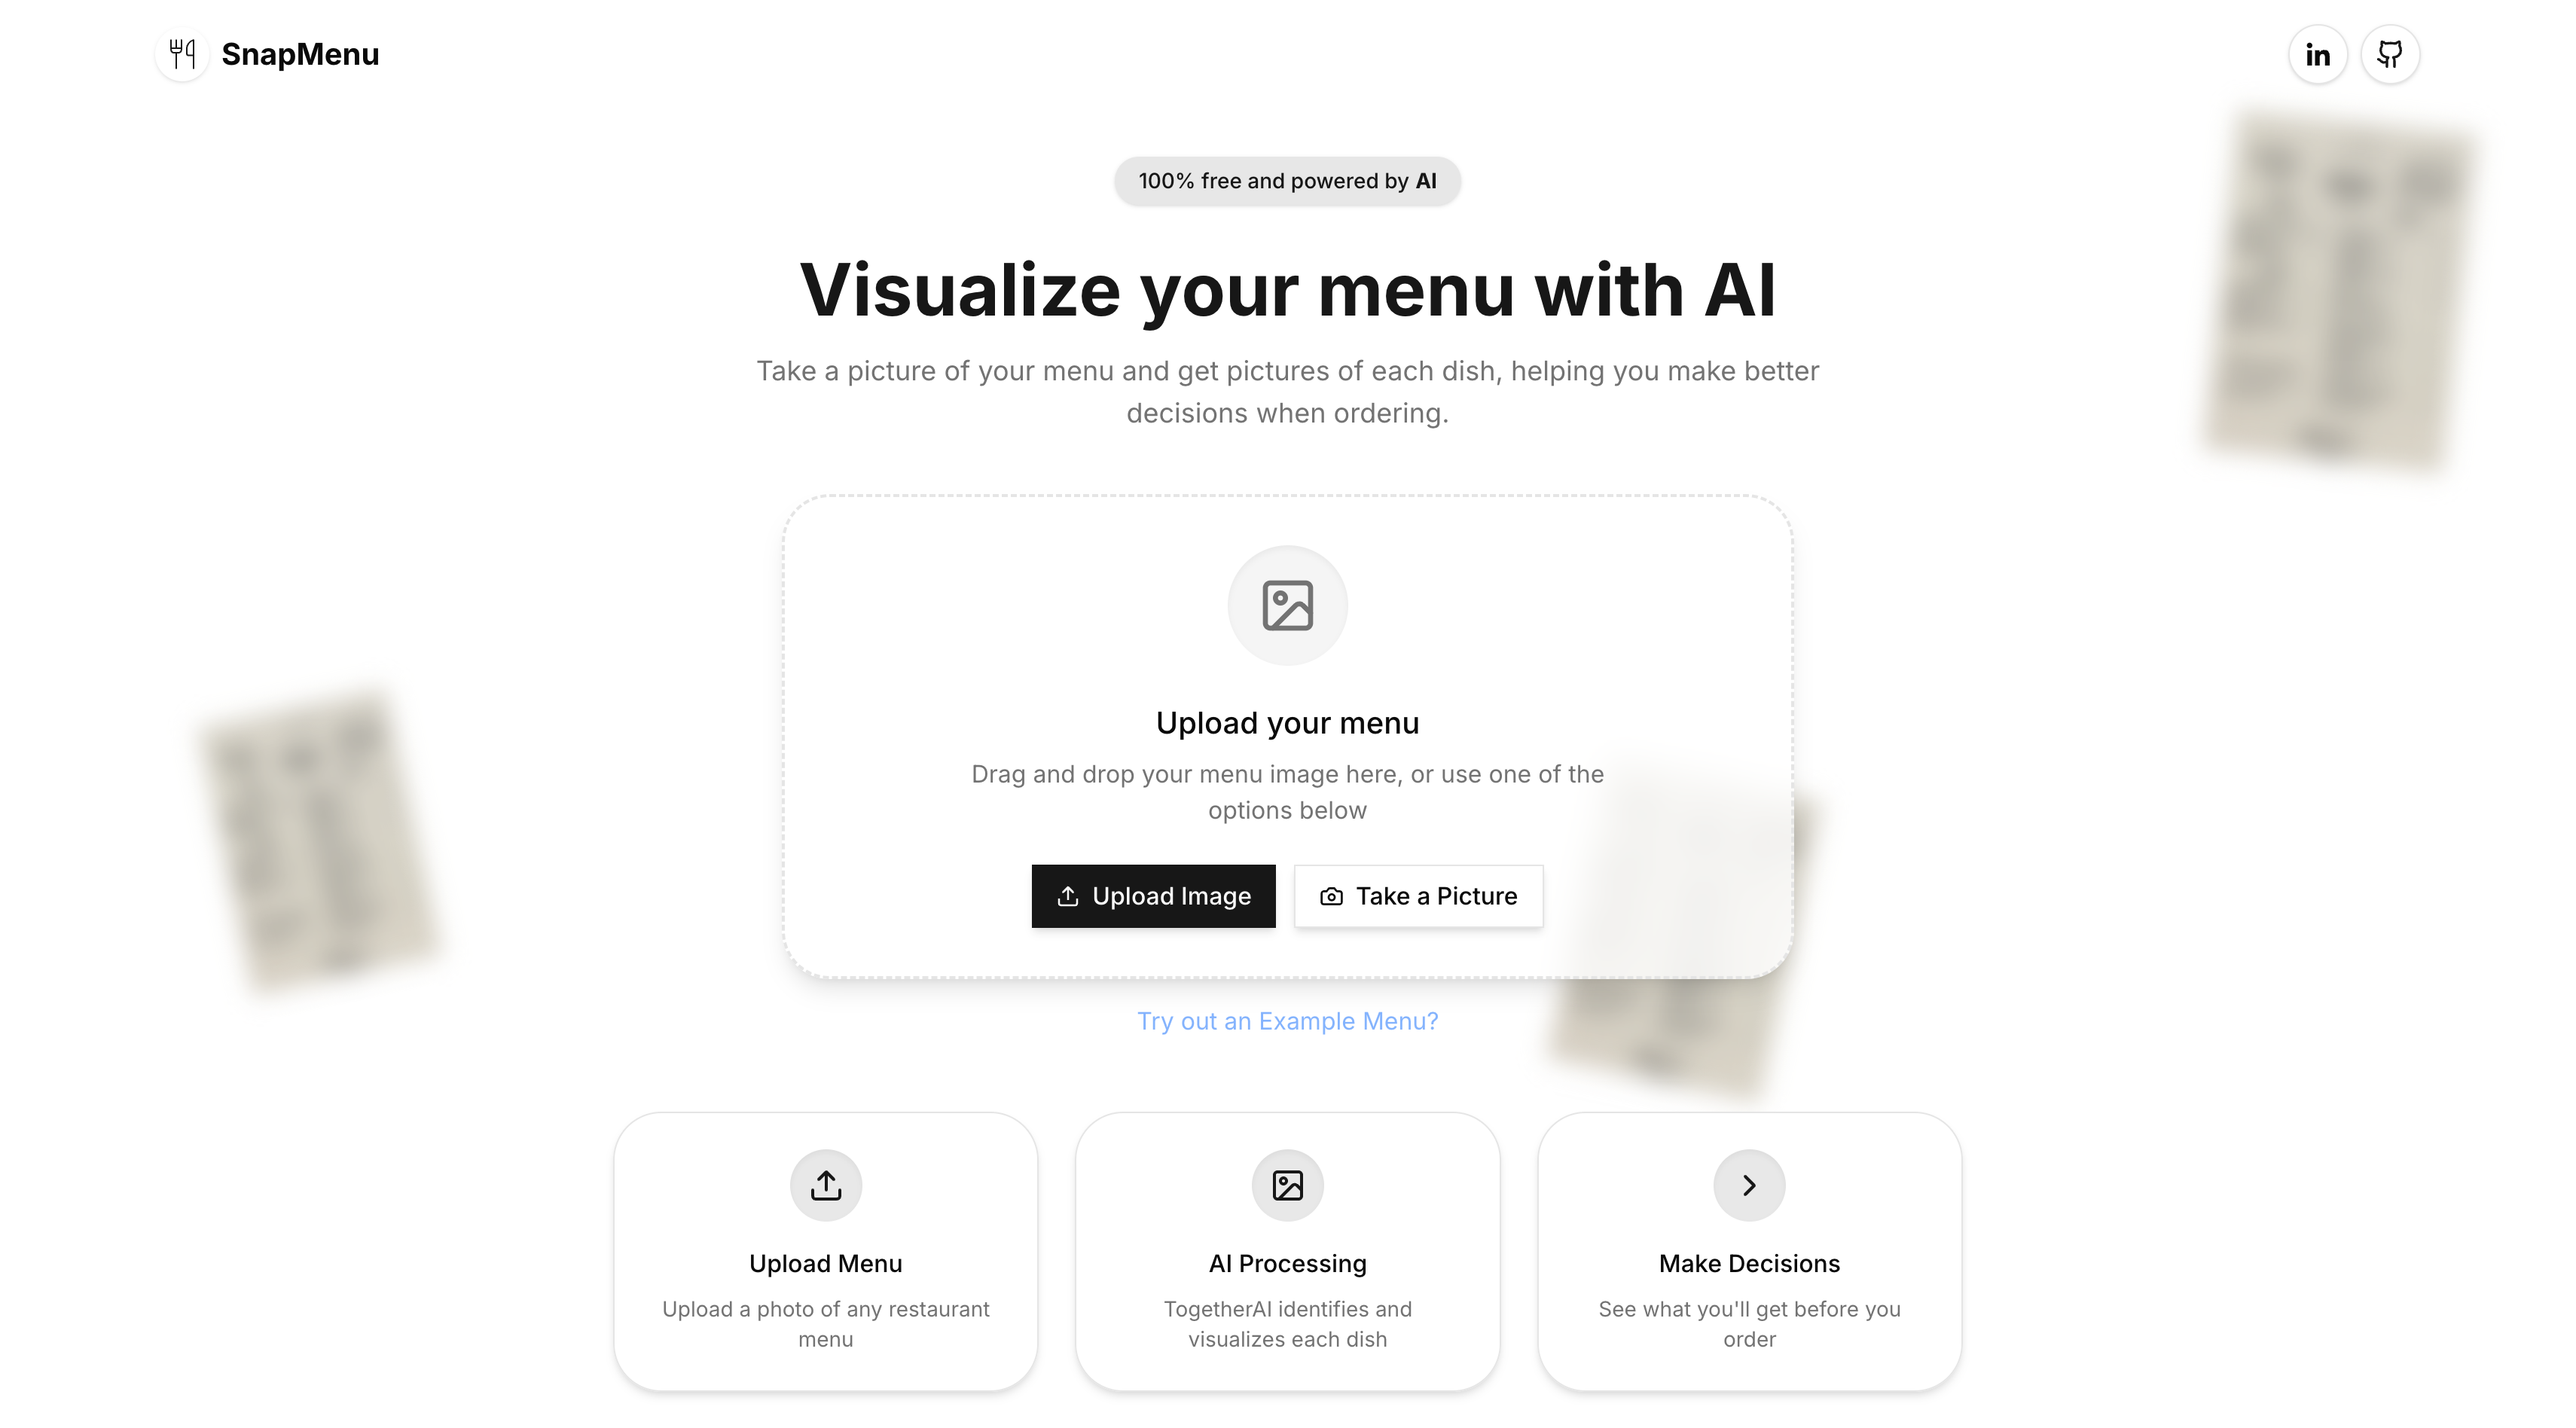 SnapMenu
in
100% free and powered by AI
Visualize your menu with AI
Take a picture of your menu and get pictures of each dish, helping you make better
decisions when ordering.
Upload your menu
Drag and drop your menu image here, or use one of the
options below
Upload Image
Take a Picture
Try out an Example Menu?
Upload Menu
Upload a photo of any restaurant
menu
AI Processing
TogetherAI identifies and
visualizes each dish
Make Decisions
See what you'll get before you
order